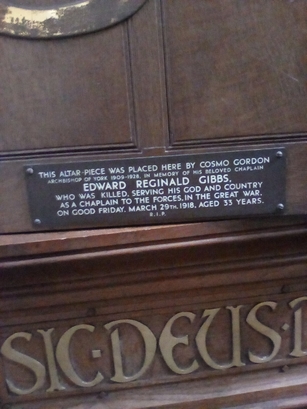 THIS ALTAR-PIECE WAS PLACED HERE BY COSMO GORDON
ARCHBISHOP OF YORK 1909-1928, IN MEMORY OF HIS BELOVED CHAPLAIN
EDWARD REGINALD GIBBS,
WHO WAS KILLED, SERVING HIS GOD AND COUNTRY
AS A CHAPLAIN TO THE FORCES, IN THE GREAT WAR,
ON GOOD FRIDAY, MARCH 29TH, 1918, AGED 33 YEARS.
R.I.P.
SIC·DEUS·